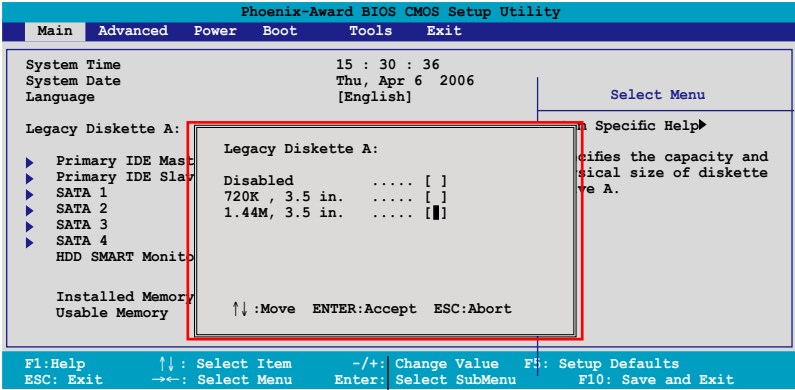 Phoenix-Award BIOS CMOS Setup Utility
Main Advanced Power Boot Tools Exit
System Time 15 : 30 : 36
System Date Thu, Apr 6 2006
Language [English]
Select Menu
Legacy Diskette A:
Specific Help
Primary IDE Mast
Primary IDE Slav
SATA 1
SATA 2
SATA 3
SATA 4
HDD SMART Monito
Installed Memory
Usable Memory
Legacy Diskette A:
Disabled ..... [ ]
720K , 3.5 in. ..... [ ]
1.44M, 3.5 in. ..... [▮]
↑↓ :Move ENTER:Accept ESC:Abort
cifies the capacity and
sical size of diskette
ve A.
F1:Help ↑↓ : Select Item -/+: Change Value F5: Setup Defaults
ESC: Exit →←: Select Menu Enter: Select SubMenu F10: Save and Exit